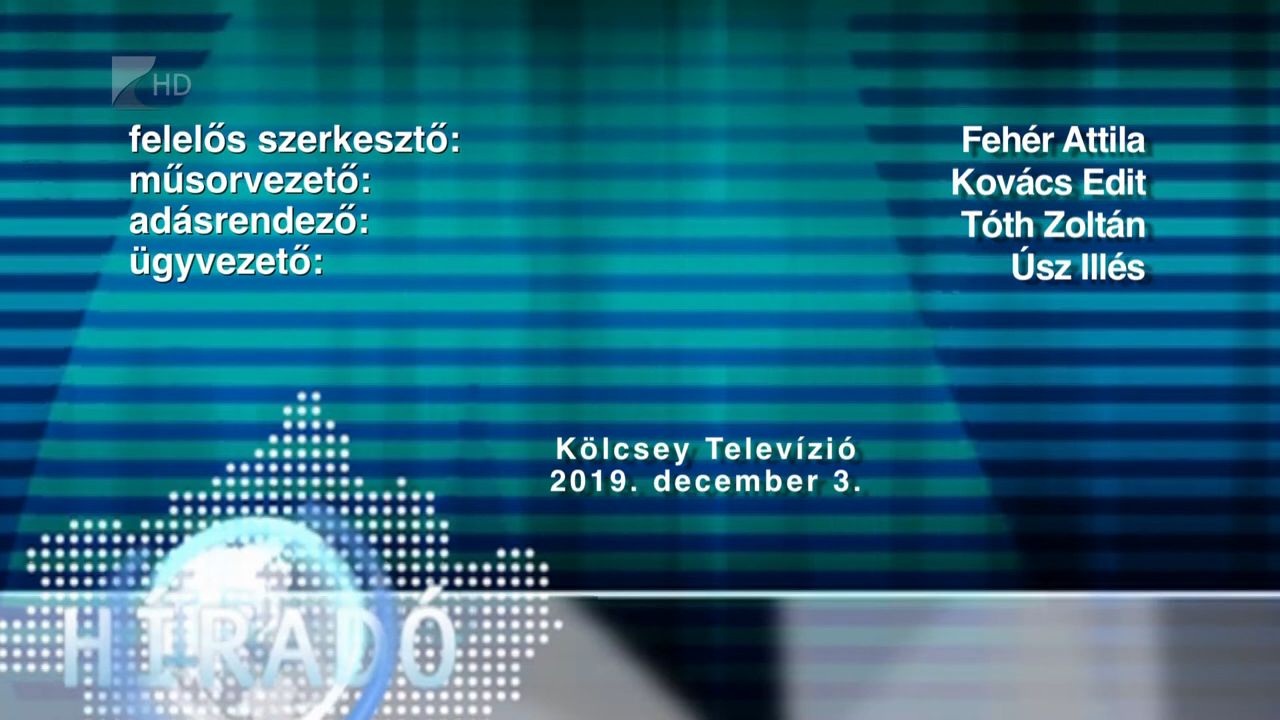 HD
felelős szerkesztő: Fehér Attila
műsorvezető: Kovács Edit
adásrendező: Tóth Zoltán
ügyvezető: Úsz Illés
Kölcsey Televízió
2019. december 3.
HÍRADÓ